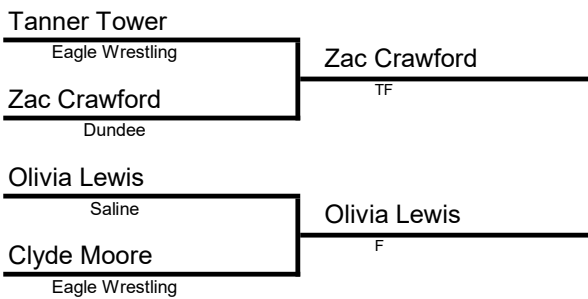 Tanner Tower
Eagle Wrestling
Zac Crawford
TF
Zac Crawford
Dundee
Olivia Lewis
Saline
Olivia Lewis
F
Clyde Moore
Eagle Wrestling